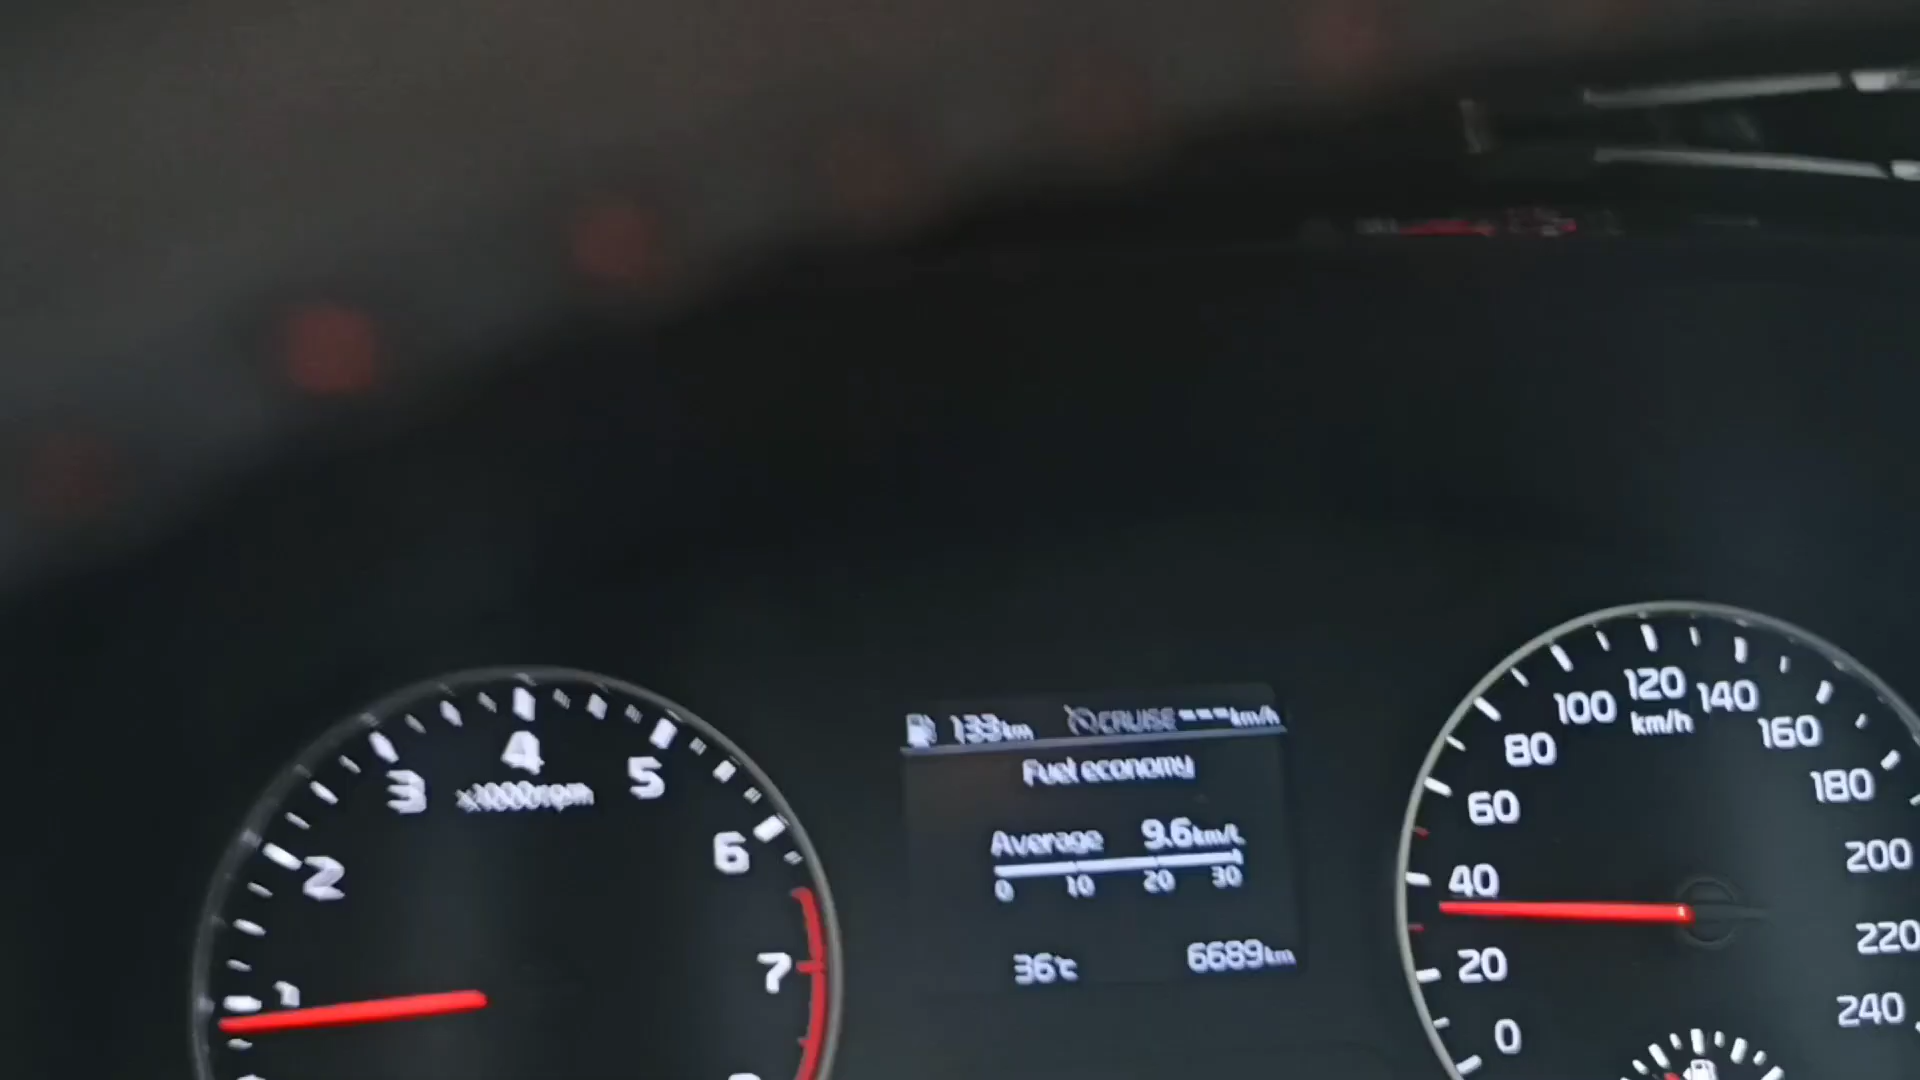 133km CRUISE ---km/h
Fuel economy
Average 9.6km/L
0 10 20 30
36°C 6689km
1 2 3 4 5 6 7
x1000rpm
0 20 40 60 80 100 120 140 160 180 200 220 240
km/h